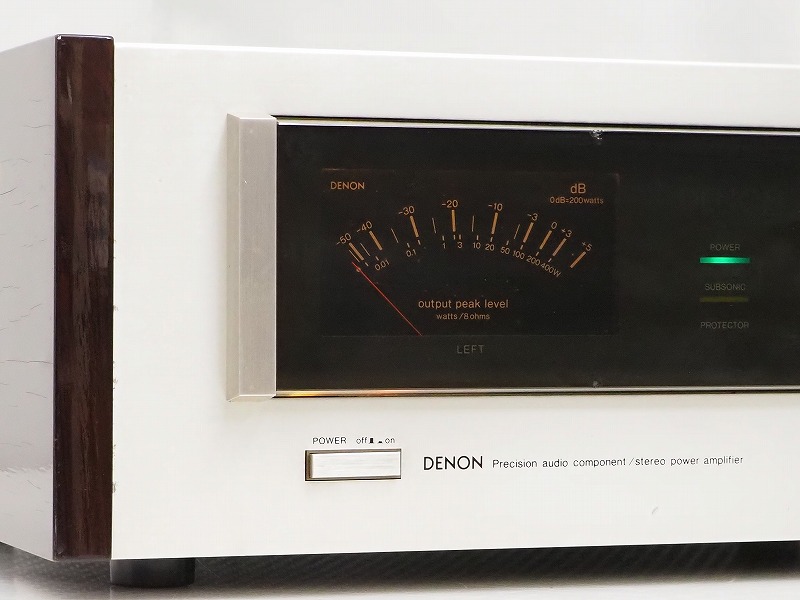 DENON
dB
0dB=200watts
-50 -40 -30 -20 -10 -3 0 +3 +5
0.01 0.1 1 3 10 20 50 100 200 400W
output peak level
watts/8ohms
LEFT
POWER
SUBSONIC
PROTECTOR
POWER off on
DENON Precision audio component/stereo power amplifier